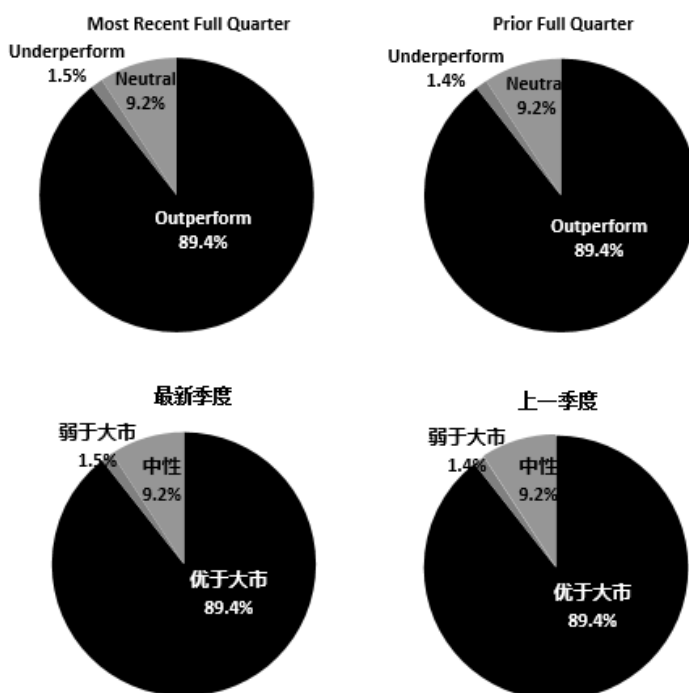 Most Recent Full Quarter
Underperform
1.5%
Neutral
9.2%
Outperform
89.4%
Prior Full Quarter
Underperform
1.4%
Neutral
9.2%
Outperform
89.4%
最新季度
弱于大市
1.5%
中性
9.2%
优于大市
89.4%
上一季度
弱于大市
1.4%
中性
9.2%
优于大市
89.4%